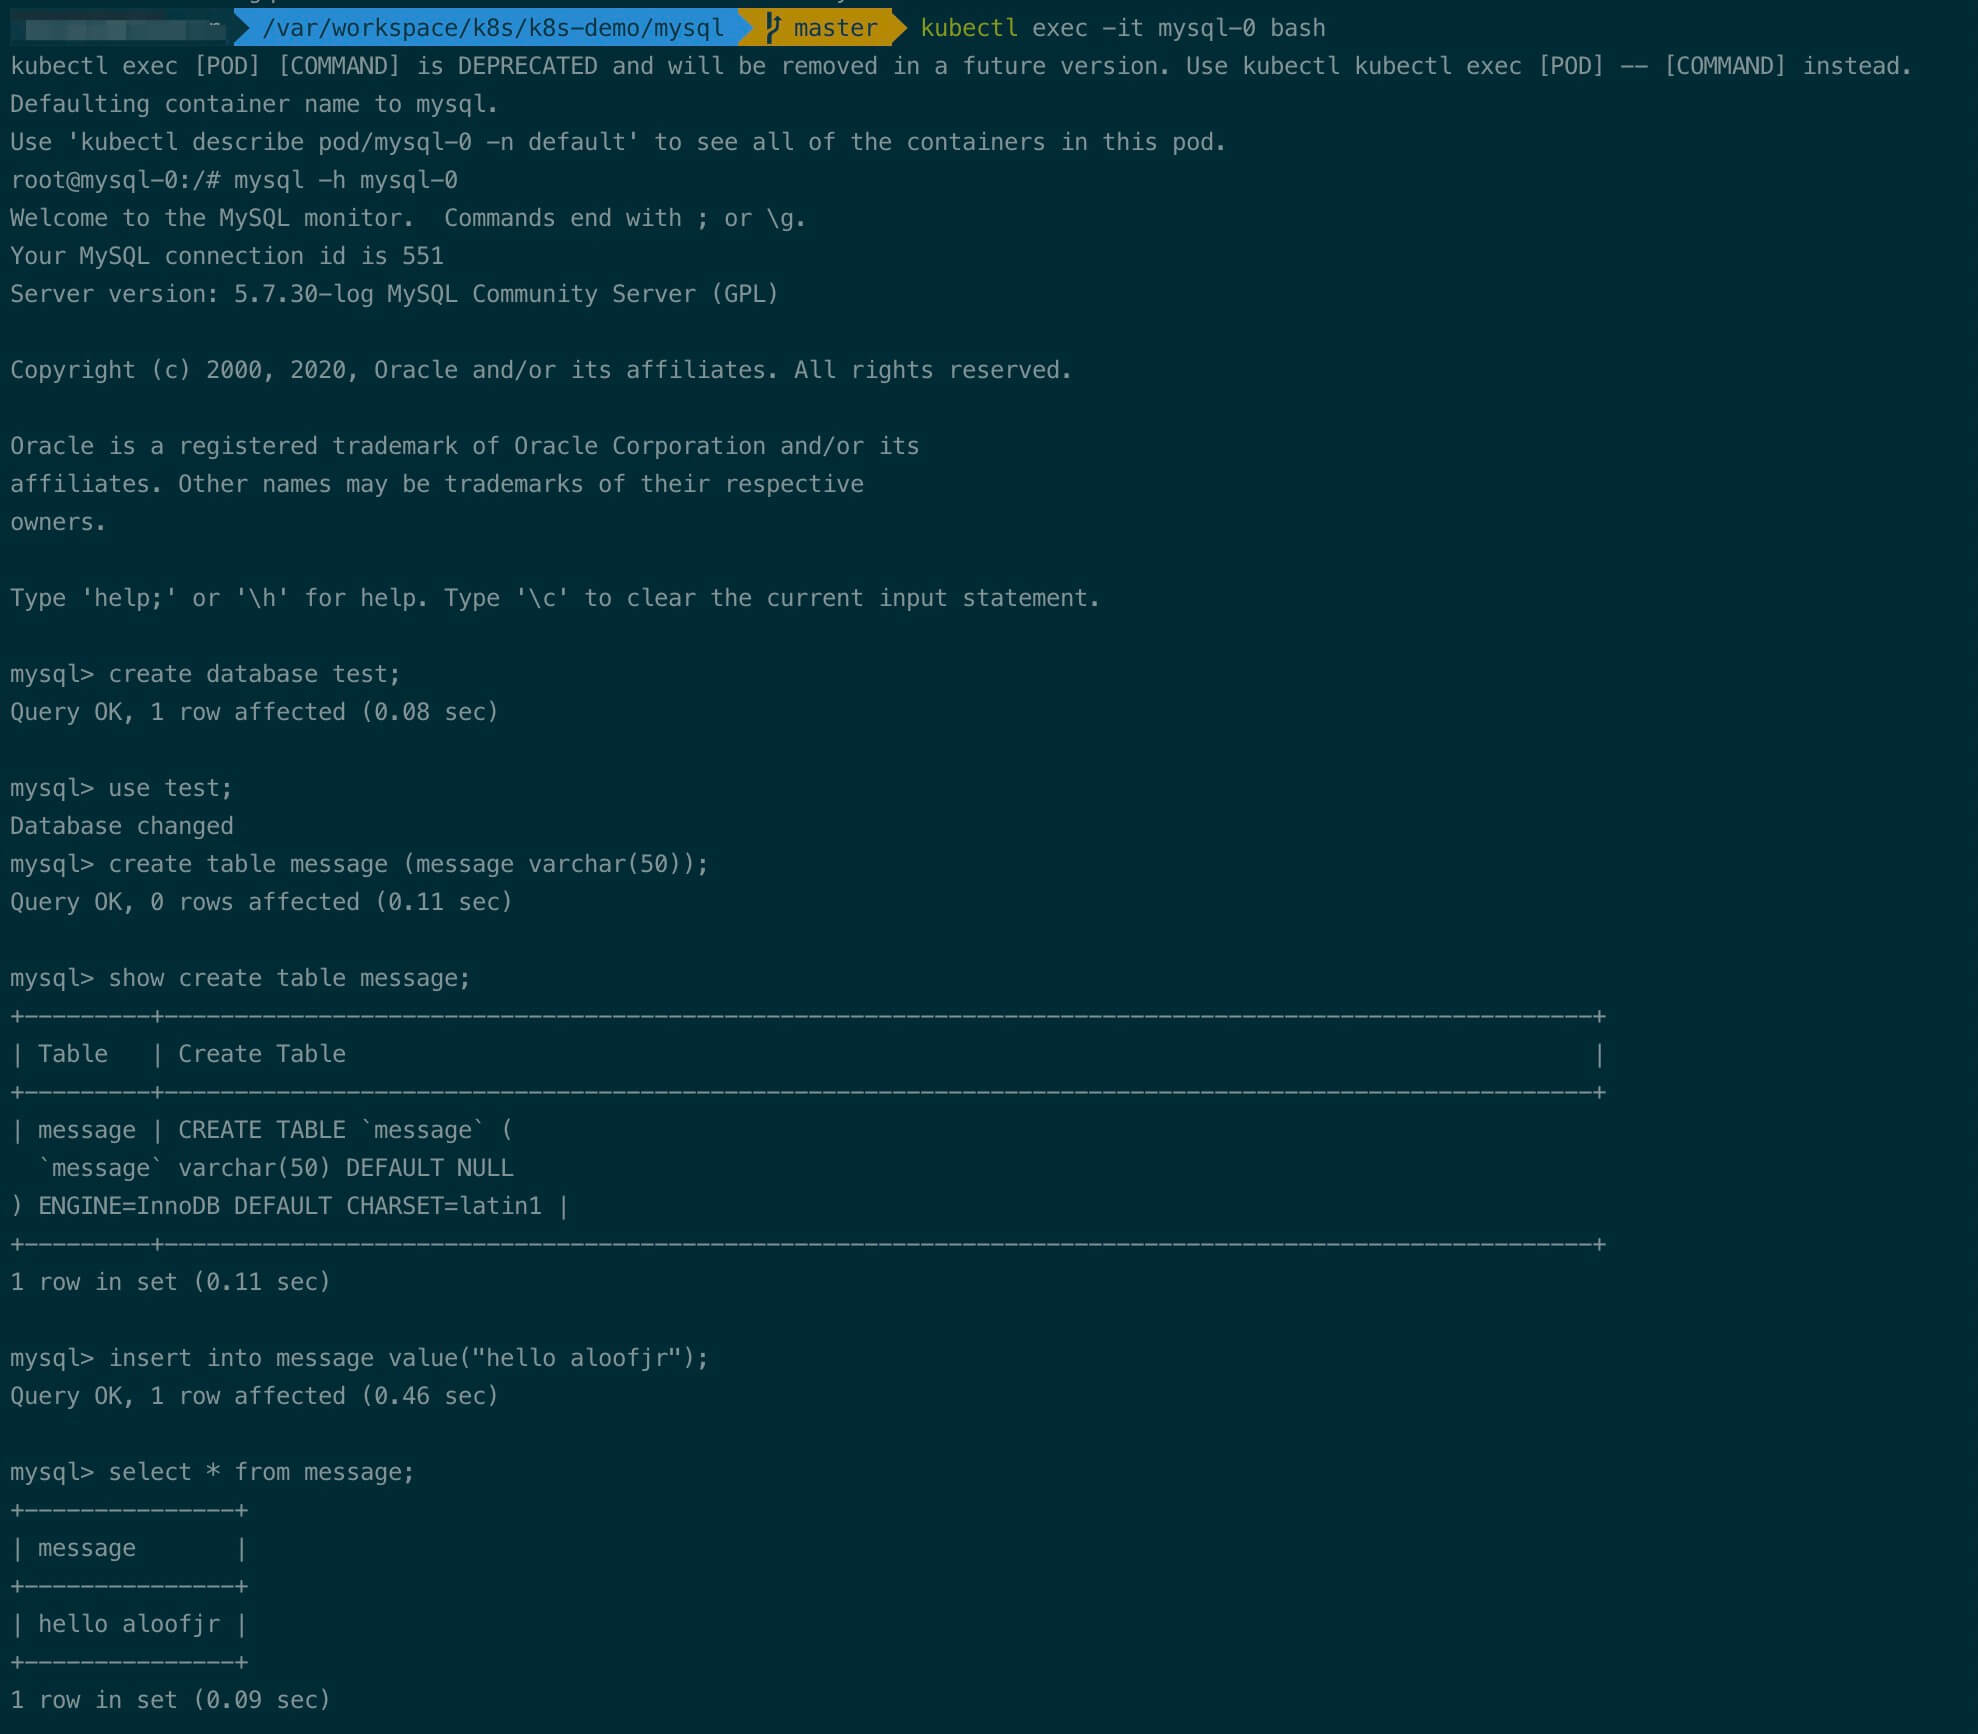 /var/workspace/k8s/k8s-demo/mysql master kubectl exec -it mysql-0 bash
kubectl exec [POD] [COMMAND] is DEPRECATED and will be removed in a future version. Use kubectl kubectl exec [POD] -- [COMMAND] instead.
Defaulting container name to mysql.
Use 'kubectl describe pod/mysql-0 -n default' to see all of the containers in this pod.
root@mysql-0:/# mysql -h mysql-0
Welcome to the MySQL monitor.  Commands end with ; or \g.
Your MySQL connection id is 551
Server version: 5.7.30-log MySQL Community Server (GPL)
Copyright (c) 2000, 2020, Oracle and/or its affiliates. All rights reserved.
Oracle is a registered trademark of Oracle Corporation and/or its
affiliates. Other names may be trademarks of their respective
owners.
Type 'help;' or '\h' for help. Type '\c' to clear the current input statement.
mysql> create database test;
Query OK, 1 row affected (0.08 sec)
mysql> use test;
Database changed
mysql> create table message (message varchar(50));
Query OK, 0 rows affected (0.11 sec)
mysql> show create table message;
+---------+------------------------------------------------------------------------------------------------------+
| Table   | Create Table                                                                                         |
+---------+------------------------------------------------------------------------------------------------------+
| message | CREATE TABLE `message` (
  `message` varchar(50) DEFAULT NULL
) ENGINE=InnoDB DEFAULT CHARSET=latin1 |
+---------+------------------------------------------------------------------------------------------------------+
1 row in set (0.11 sec)
mysql> insert into message value("hello aloofjr");
Query OK, 1 row affected (0.46 sec)
mysql> select * from message;
+---------------+
| message       |
+---------------+
| hello aloofjr |
+---------------+
1 row in set (0.09 sec)